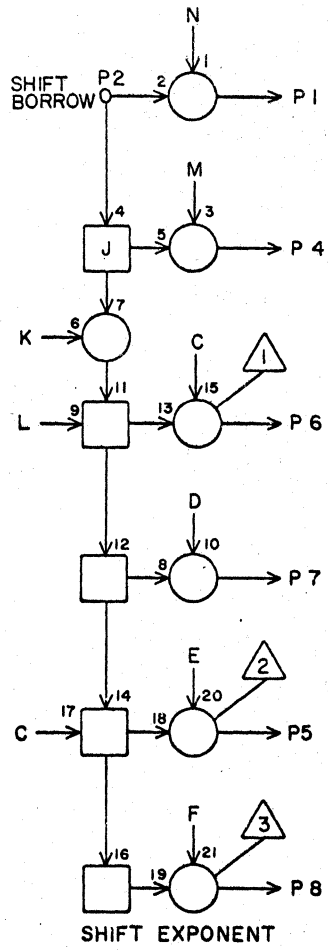 N
1
SHIFT
BORROW
P2
2
P1
M
4
3
J
5
P4
7
K
6
C
1
11
15
L
9
13
P6
D
12
10
8
P7
E
2
14
20
C
17
18
P5
F
3
16
21
19
P8
SHIFT EXPONENT